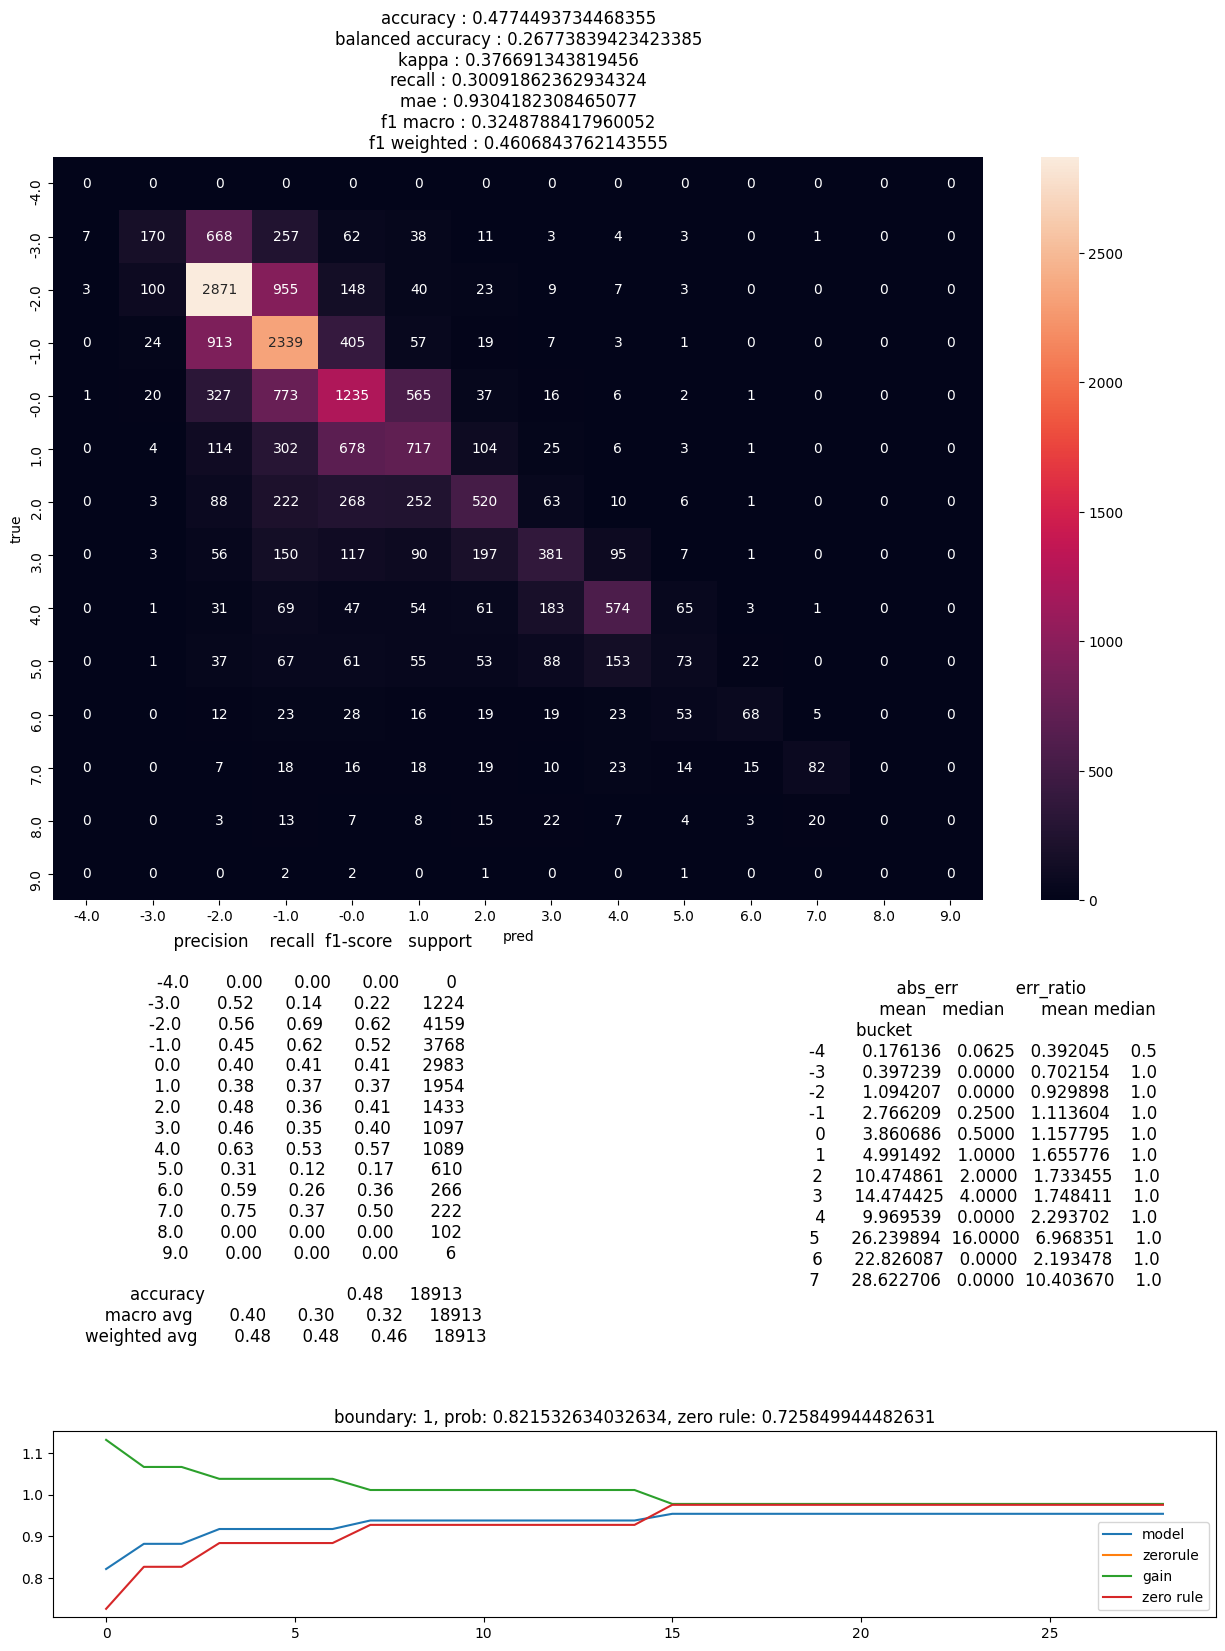 accuracy : 0.4774493734468355
balanced accuracy : 0.26773839423423385
kappa : 0.376691343819456
recall : 0.30091862362934324
mae : 0.9304182308465077
f1 macro : 0.3248788417960052
f1 weighted : 0.4606843762143555
true
-4.0 0 0 0 0 0 0 0 0 0 0 0 0 0 0
-3.0 7 170 668 257 62 38 11 3 4 3 0 1 0 0
-2.0 3 100 2871 955 148 40 23 9 7 3 0 0 0 0
-1.0 0 24 913 2339 405 57 19 7 3 1 0 0 0 0
-0.0 1 20 327 773 1235 565 37 16 6 2 1 0 0 0
1.0 0 4 114 302 678 717 104 25 6 3 1 0 0 0
2.0 0 3 88 222 268 252 520 63 10 6 1 0 0 0
3.0 0 3 56 150 117 90 197 381 95 7 1 0 0 0
4.0 0 1 31 69 47 54 61 183 574 65 3 1 0 0
5.0 0 1 37 67 61 55 53 88 153 73 22 0 0 0
6.0 0 0 12 23 28 16 19 19 23 53 68 5 0 0
7.0 0 0 7 18 16 18 19 10 23 14 15 82 0 0
8.0 0 0 3 13 7 8 15 22 7 4 3 20 0 0
9.0 0 0 0 2 2 0 1 0 0 1 0 0 0 0
-4.0 -3.0 -2.0 -1.0 -0.0 1.0 2.0 3.0 4.0 5.0 6.0 7.0 8.0 9.0
pred
2500
2000
1500
1000
500
0
precision recall f1-score support
-4.0 0.00 0.00 0.00 0
-3.0 0.52 0.14 0.22 1224
-2.0 0.56 0.69 0.62 4159
-1.0 0.45 0.62 0.52 3768
0.0 0.40 0.41 0.41 2983
1.0 0.38 0.37 0.37 1954
2.0 0.48 0.36 0.41 1433
3.0 0.46 0.35 0.40 1097
4.0 0.63 0.53 0.57 1089
5.0 0.31 0.12 0.17 610
6.0 0.59 0.26 0.36 266
7.0 0.75 0.37 0.50 222
8.0 0.00 0.00 0.00 102
9.0 0.00 0.00 0.00 6
accuracy 0.48 18913
macro avg 0.40 0.30 0.32 18913
weighted avg 0.48 0.48 0.46 18913
abs_err err_ratio
mean median mean median
bucket
-4 0.176136 0.0625 0.392045 0.5
-3 0.397239 0.0000 0.702154 1.0
-2 1.094207 0.0000 0.929898 1.0
-1 2.766209 0.2500 1.113604 1.0
0 3.860686 0.5000 1.157795 1.0
1 4.991492 1.0000 1.655776 1.0
2 10.474861 2.0000 1.733455 1.0
3 14.474425 4.0000 1.748411 1.0
4 9.969539 0.0000 2.293702 1.0
5 26.239894 16.0000 6.968351 1.0
6 22.826087 0.0000 2.193478 1.0
7 28.622706 0.0000 10.403670 1.0
boundary: 1, prob: 0.821532634032634, zero rule: 0.725849944482631
1.1
1.0
0.9
0.8
0 5 10 15 20 25
model
zerorule
gain
zero rule